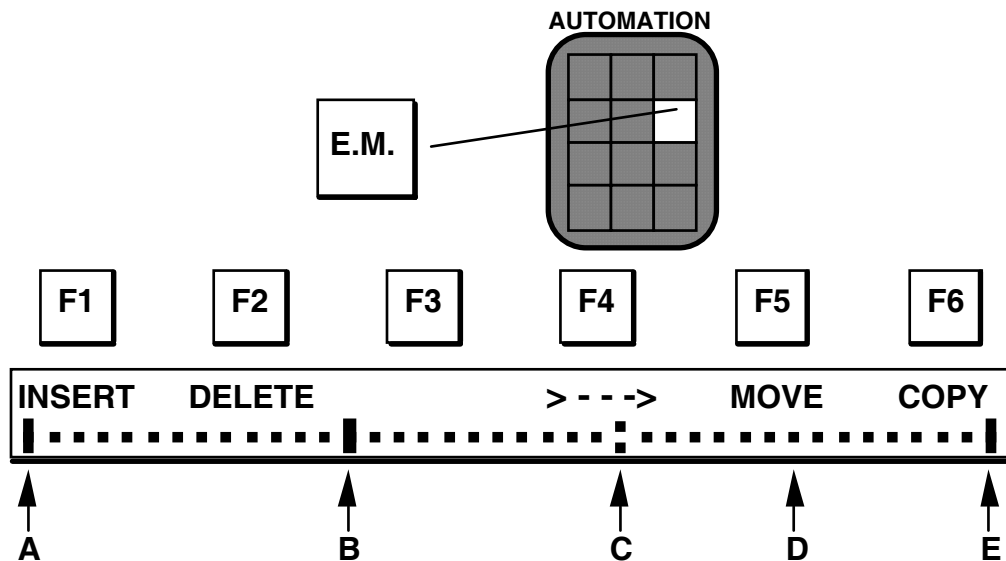 AUTOMATION
E.M.
F1 F2 F3 F4 F5 F6
INSERT DELETE >---> MOVE COPY
A B C D E